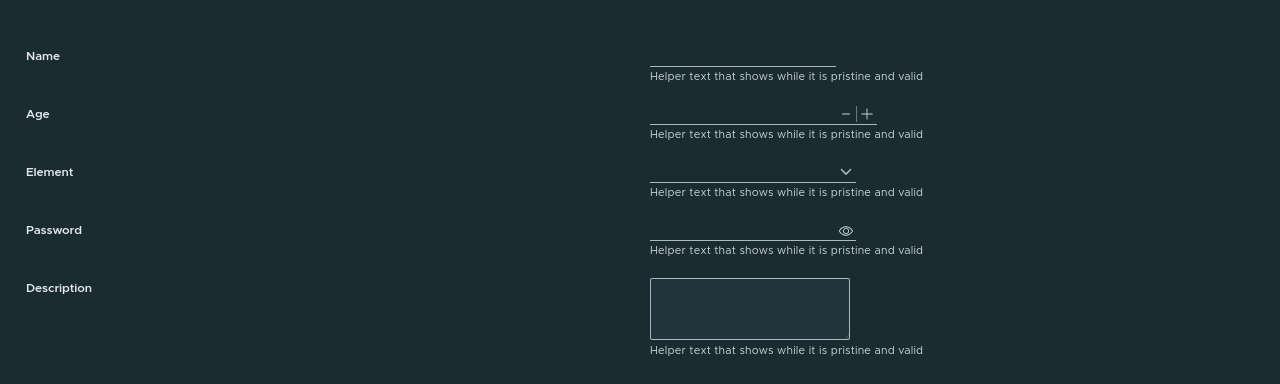 Name
Helper text that shows while it is pristine and valid
Age
Helper text that shows while it is pristine and valid
Element
Helper text that shows while it is pristine and valid
Password
Helper text that shows while it is pristine and valid
Description
Helper text that shows while it is pristine and valid